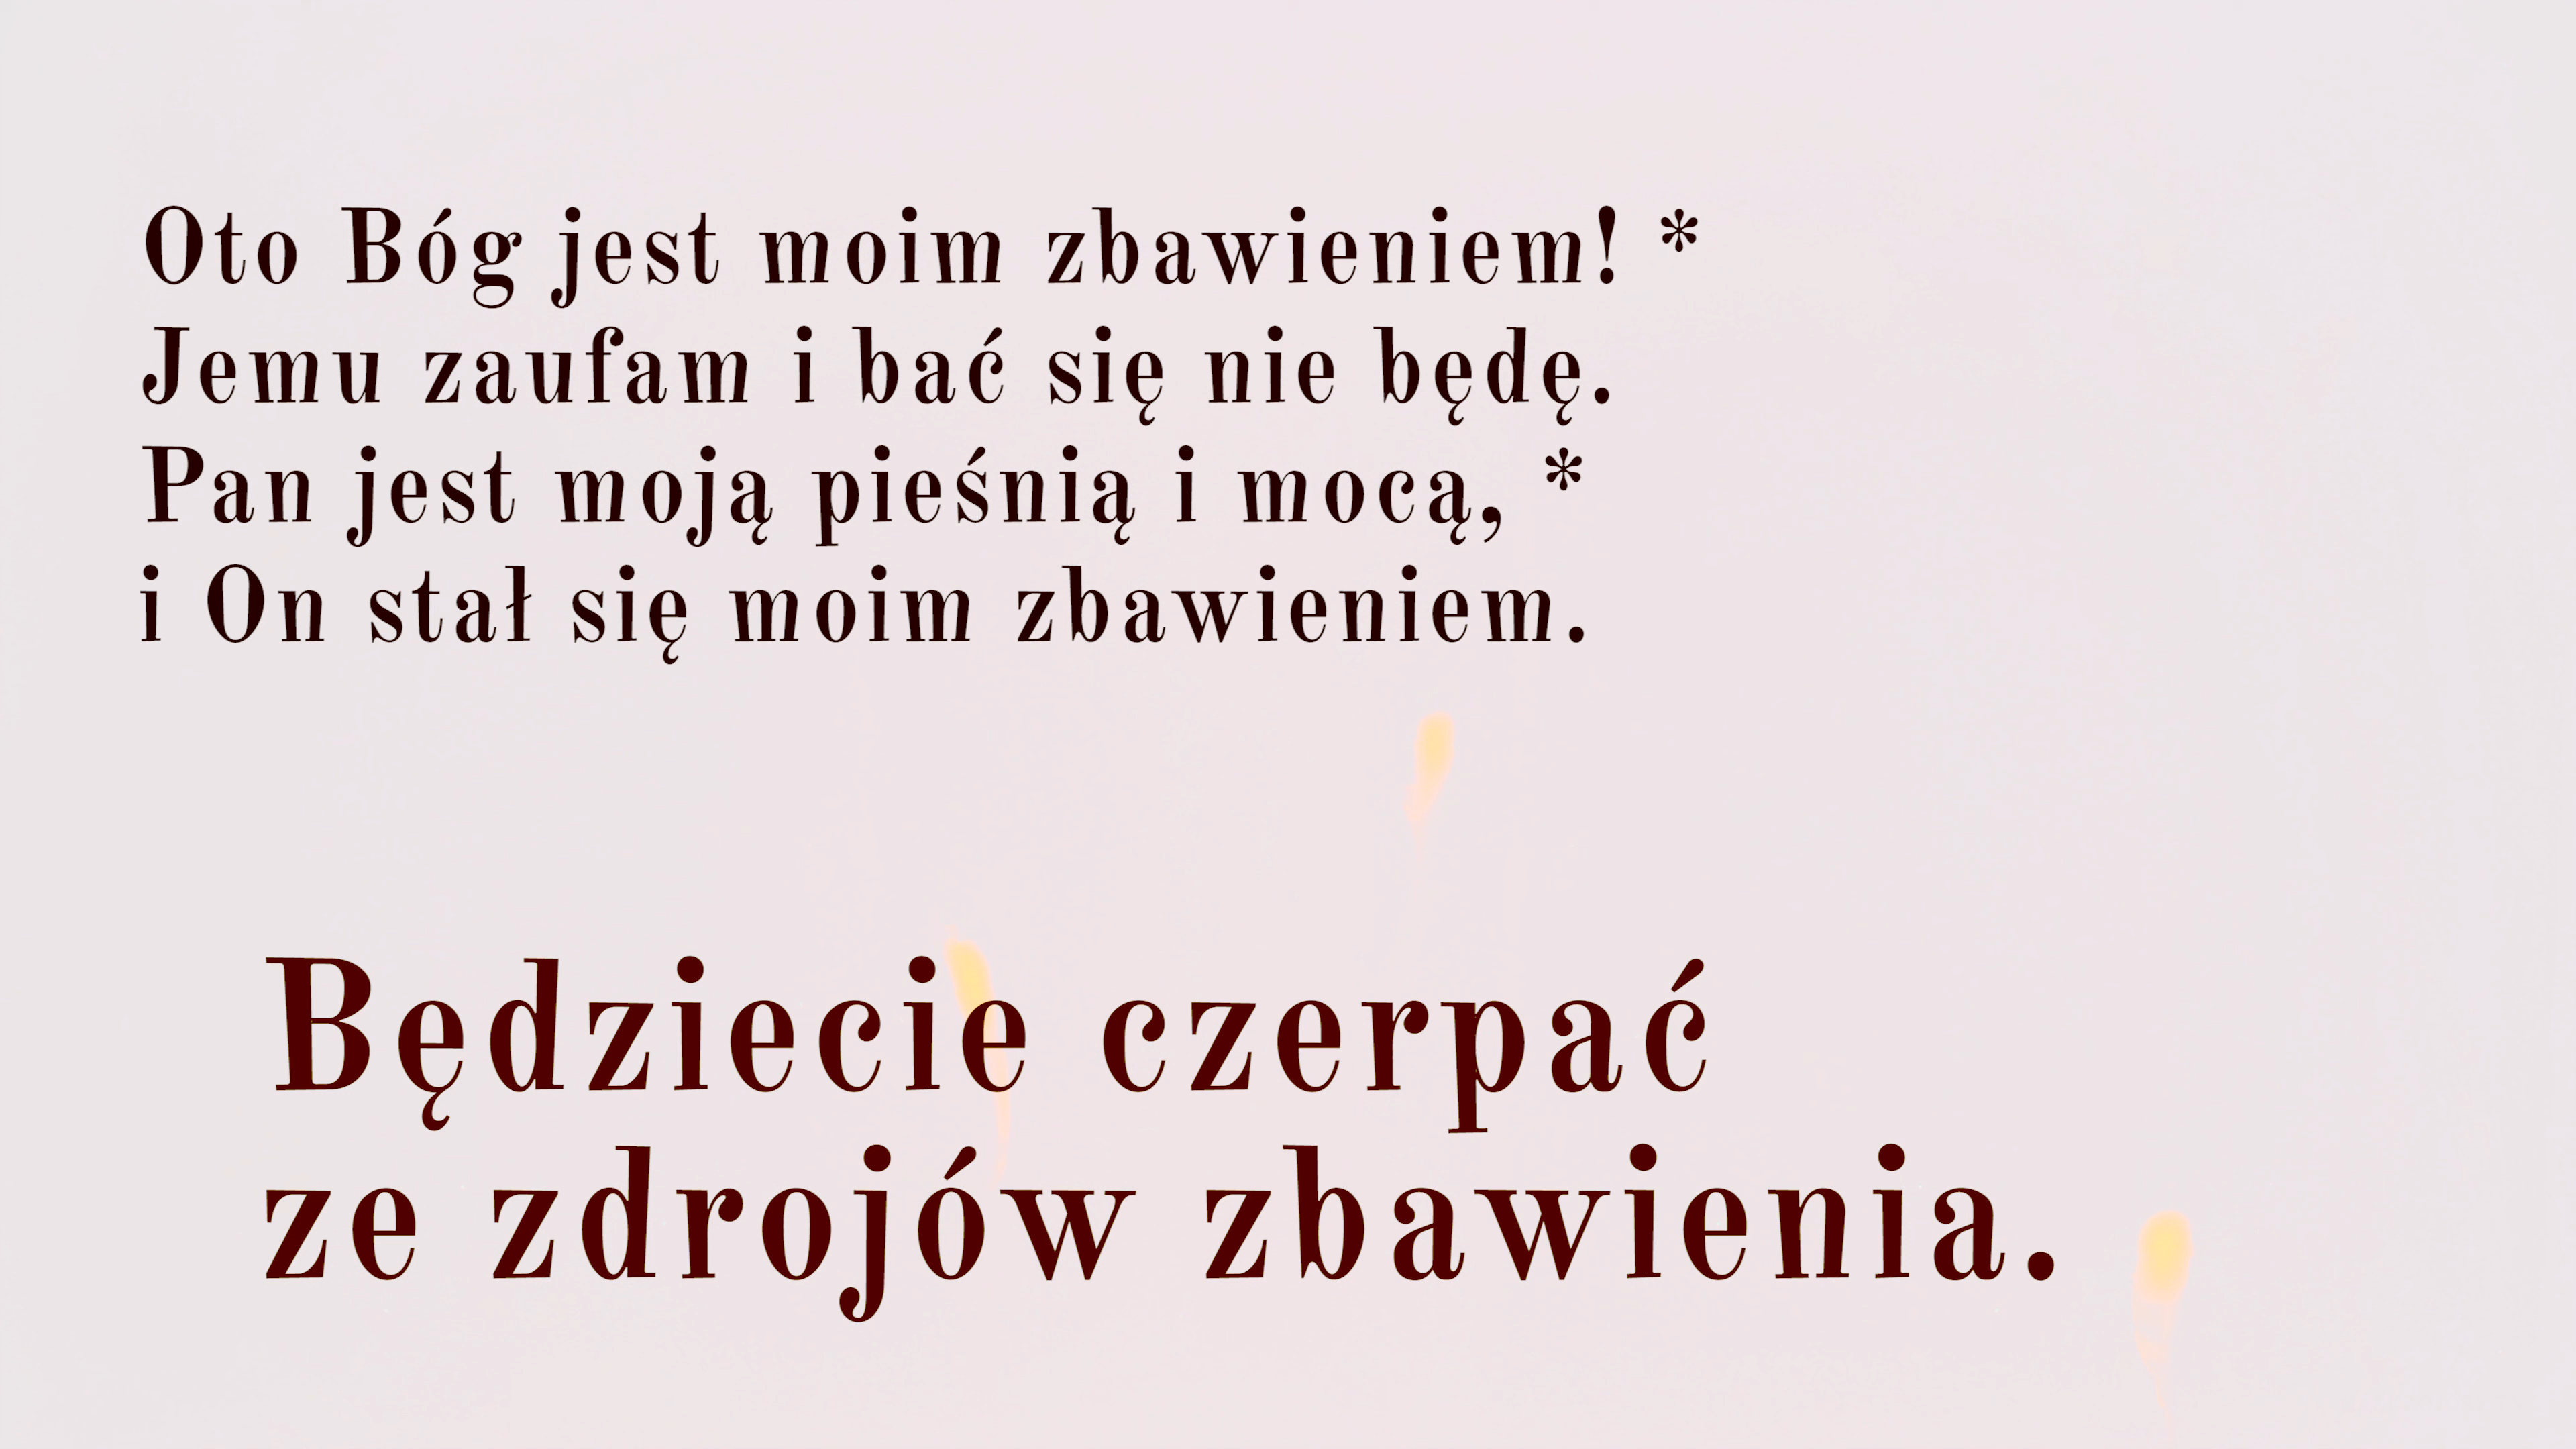 Oto Bóg jest moim zbawieniem! *
Jemu zaufam i bać się nie będę.
Pan jest moją pieśnią i mocą, *
i On stał się moim zbawieniem.
Będziecie czerpać
ze zdrojów zbawienia.